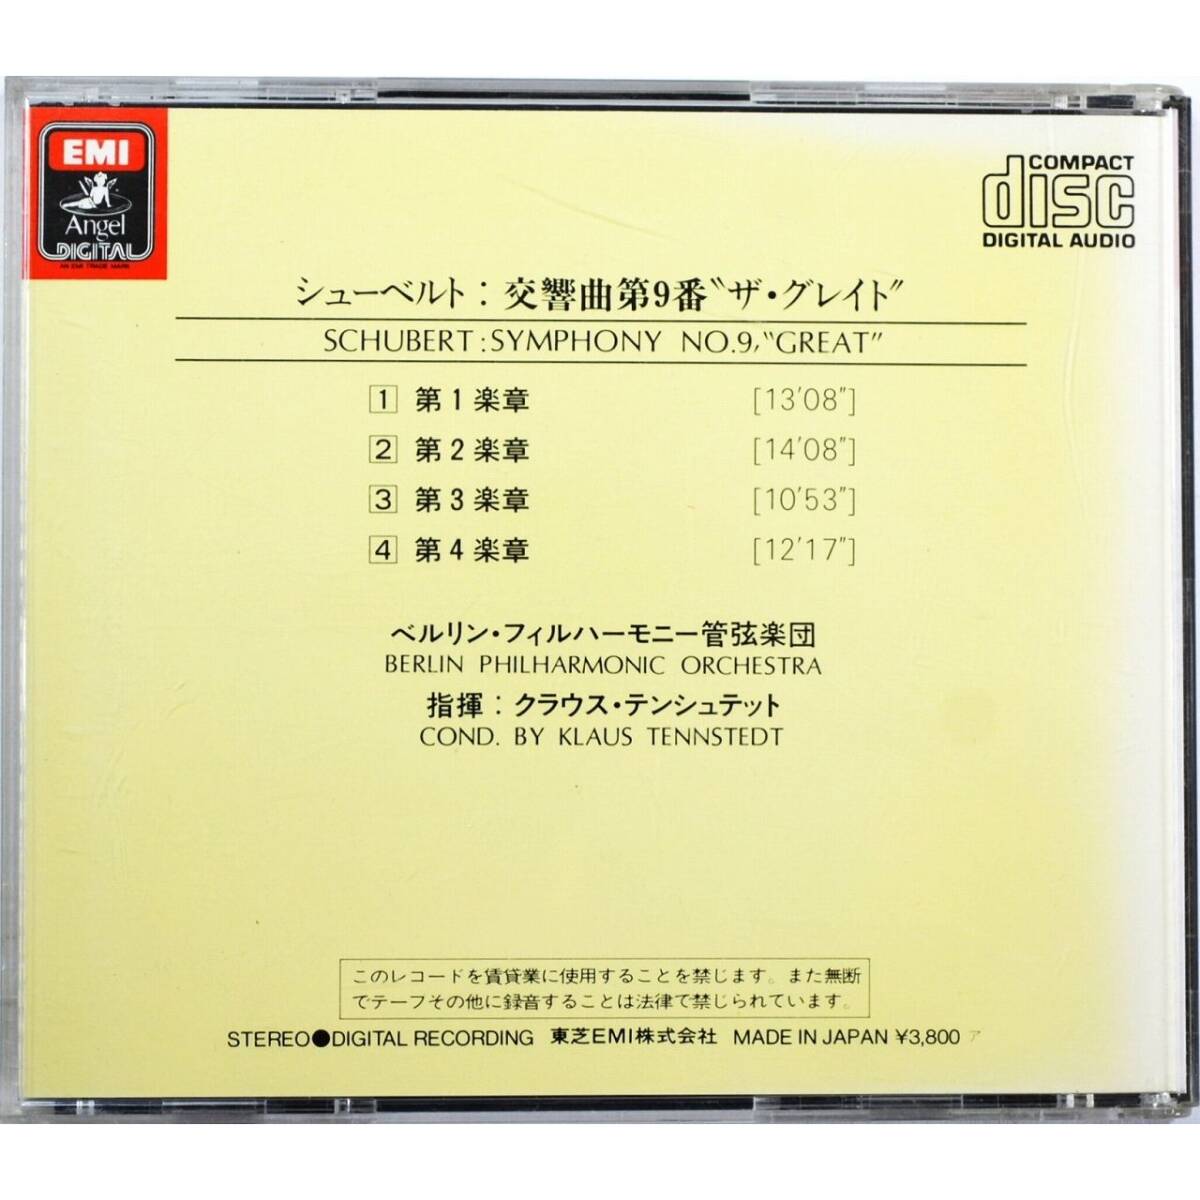 EMI
Angel
DIGITAL
AN EMI TRADE MARK
COMPACT
disc
DIGITAL AUDIO
シューベルト：交響曲第9番〝ザ・グレイト〟
SCHUBERT:SYMPHONY NO.9,"GREAT"
1 第1楽章 [13'08"]
2 第2楽章 [14'08"]
3 第3楽章 [10'53"]
4 第4楽章 [12'17"]
ベルリン・フィルハーモニー管弦楽団
BERLIN PHILHARMONIC ORCHESTRA
指揮：クラウス・テンシュテット
COND. BY KLAUS TENNSTEDT
このレコードを賃貸業に使用することを禁じます。また無断
でテープその他に録音することは法律で禁じられています。
STEREO●DIGITAL RECORDING 東芝EMI株式会社 MADE IN JAPAN ¥3,800 ア